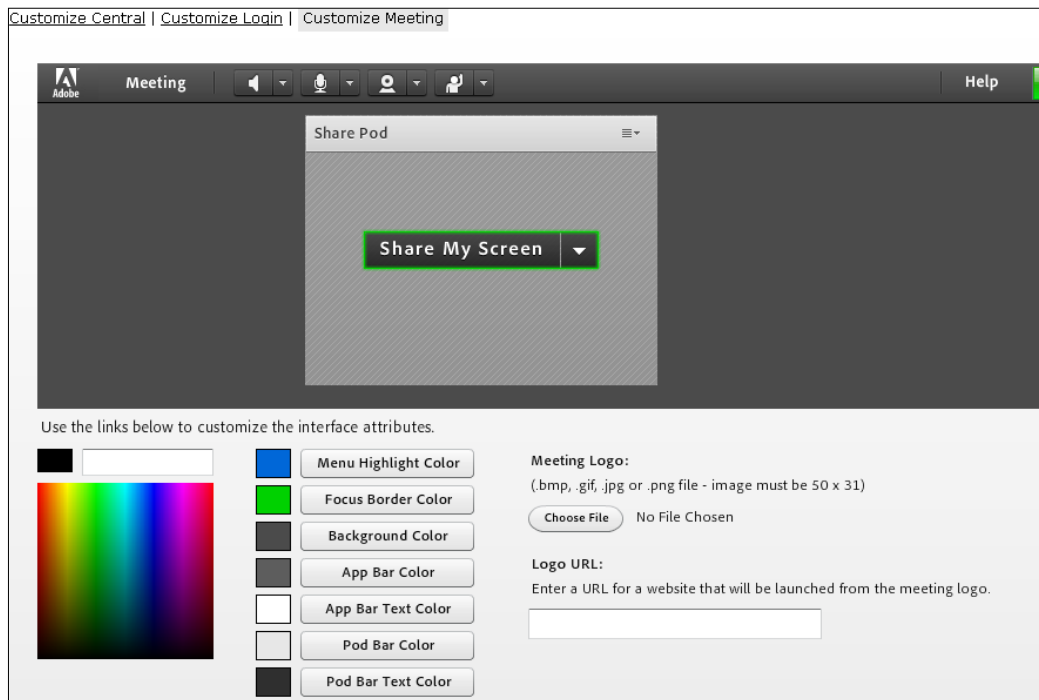 Customize Central | Customize Login | Customize Meeting
Adobe Meeting Help
Share Pod
Share My Screen
Use the links below to customize the interface attributes.
Menu Highlight Color
Focus Border Color
Background Color
App Bar Color
App Bar Text Color
Pod Bar Color
Pod Bar Text Color
Meeting Logo:
(.bmp, .gif, .jpg or .png file - image must be 50 x 31)
Choose File No File Chosen
Logo URL:
Enter a URL for a website that will be launched from the meeting logo.